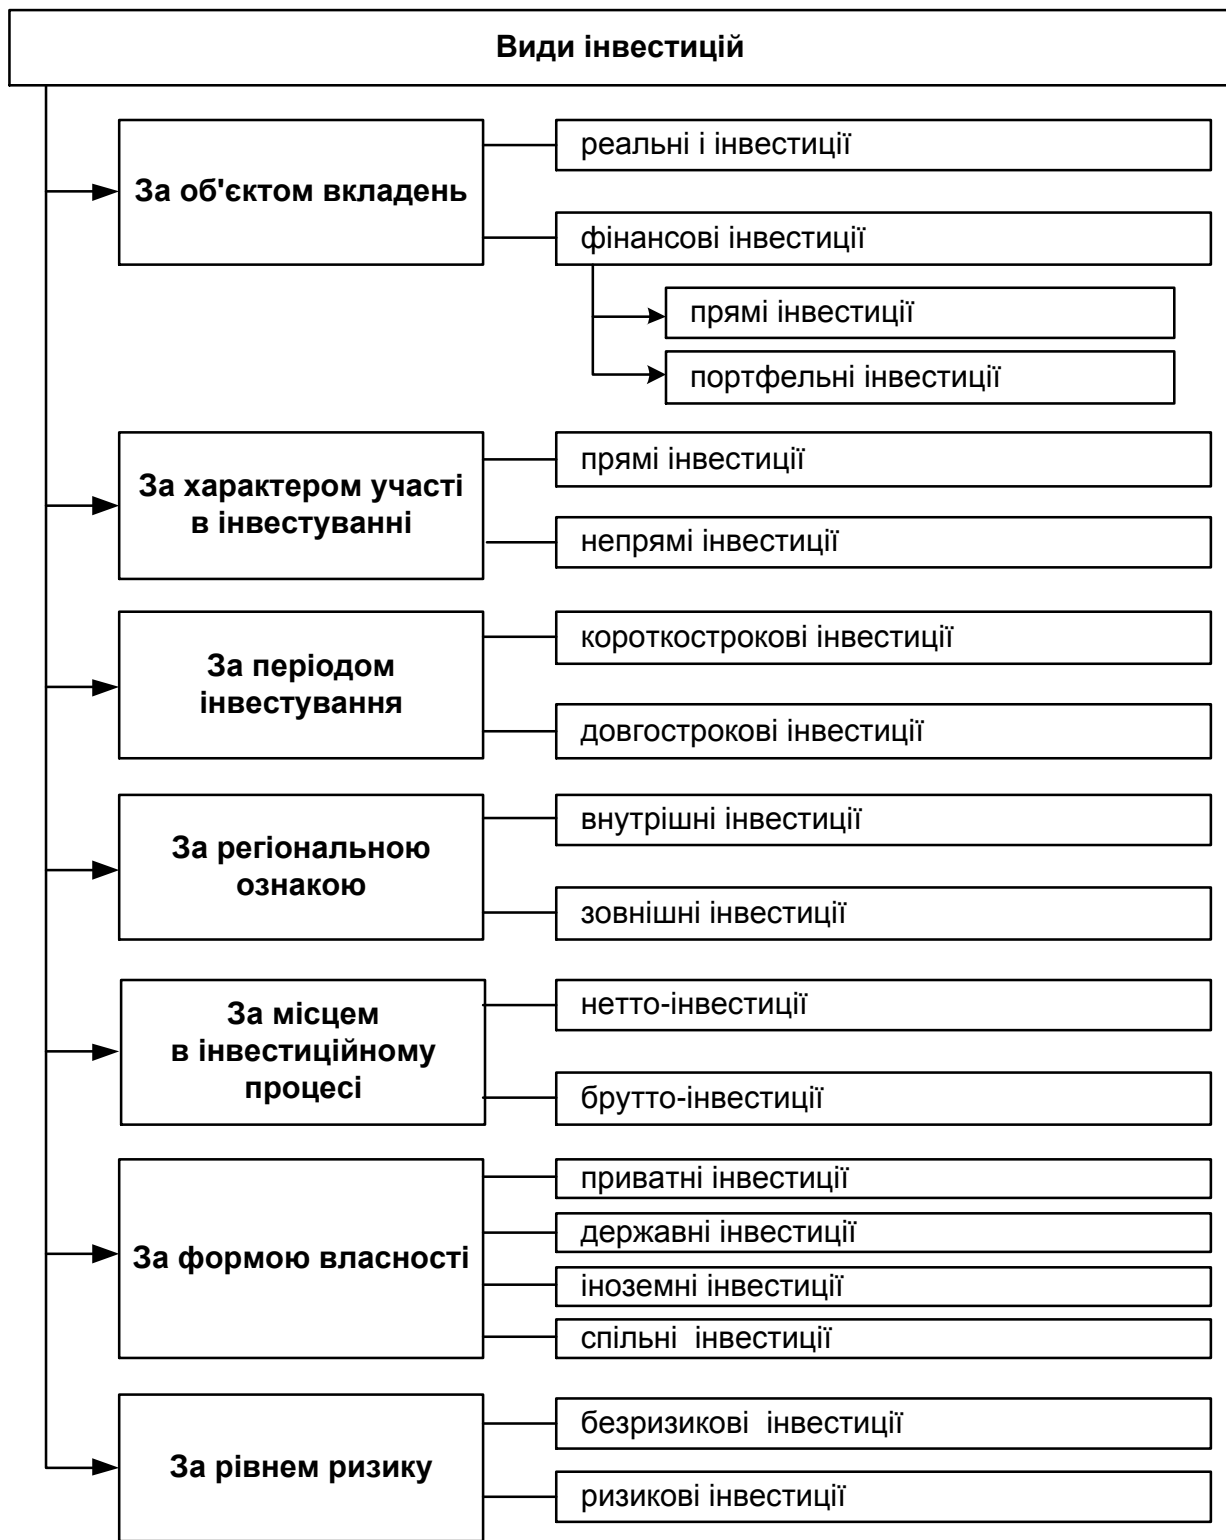 Види інвестицій
За об'єктом вкладень
реальні і інвестиції
фінансові інвестиції
прямі інвестиції
портфельні інвестиції
За характером участі
в інвестуванні
прямі інвестиції
непрямі інвестиції
За періодом
інвестування
короткострокові інвестиції
довгострокові інвестиції
За регіональною
ознакою
внутрішні інвестиції
зовнішні інвестиції
За місцем
в інвестиційному
процесі
нетто-інвестиції
брутто-інвестиції
За формою власності
приватні інвестиції
державні інвестиції
іноземні інвестиції
спільні  інвестиції
За рівнем ризику
безризикові  інвестиції
ризикові інвестиції